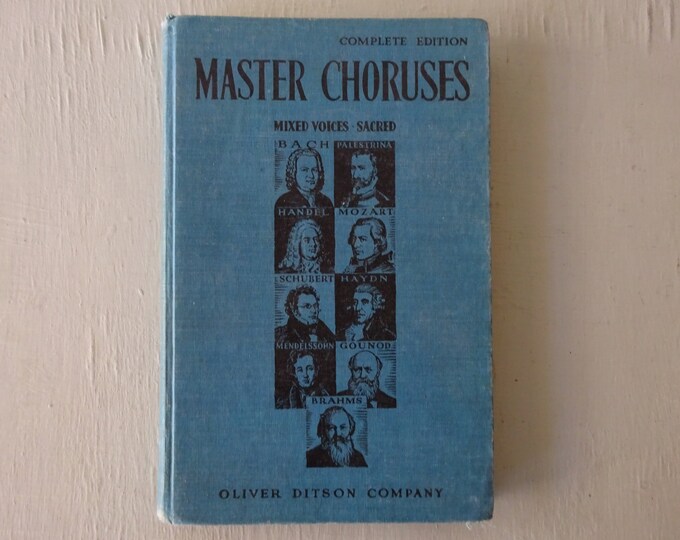 COMPLETE EDITION
MASTER CHORUSES
MIXED VOICES · SACRED
BACH PALESTRINA
HANDEL MOZART
SCHUBERT HAYDN
MENDELSSOHN GOUNOD
BRAHMS
OLIVER DITSON COMPANY